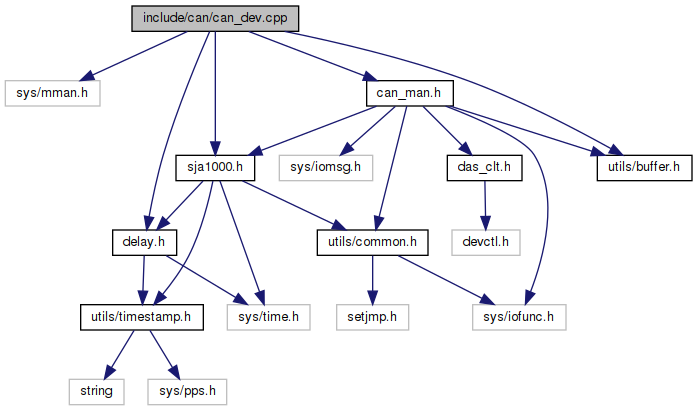 include/can/can_dev.cpp
sys/mman.h
can_man.h
sja1000.h
sys/iomsg.h
das_clt.h
utils/buffer.h
delay.h
utils/common.h
devctl.h
utils/timestamp.h
sys/time.h
setjmp.h
sys/iofunc.h
string
sys/pps.h